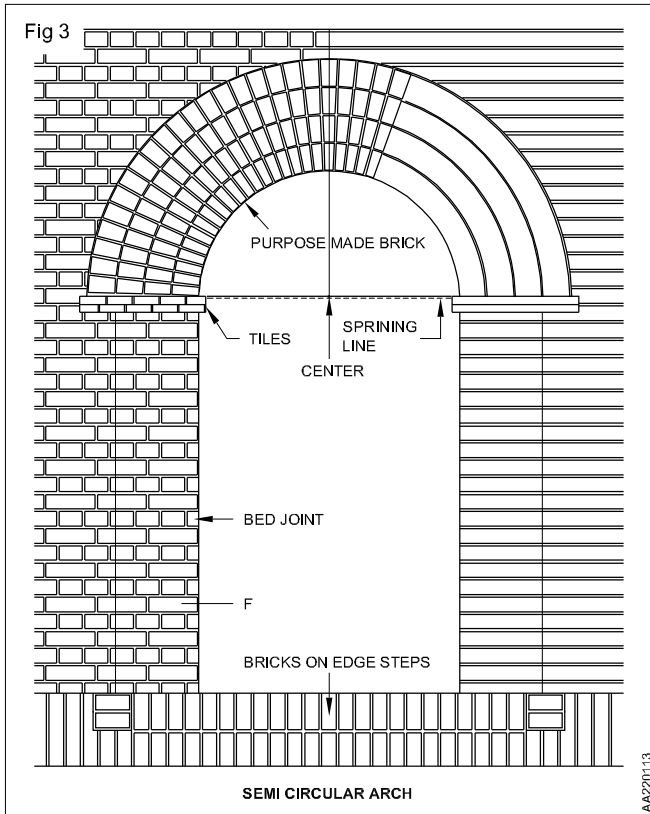 Fig 3
PURPOSE MADE BRICK
TILES
SPRINING
LINE
CENTER
BED JOINT
F
BRICKS ON EDGE STEPS
SEMI CIRCULAR ARCH
AA220113